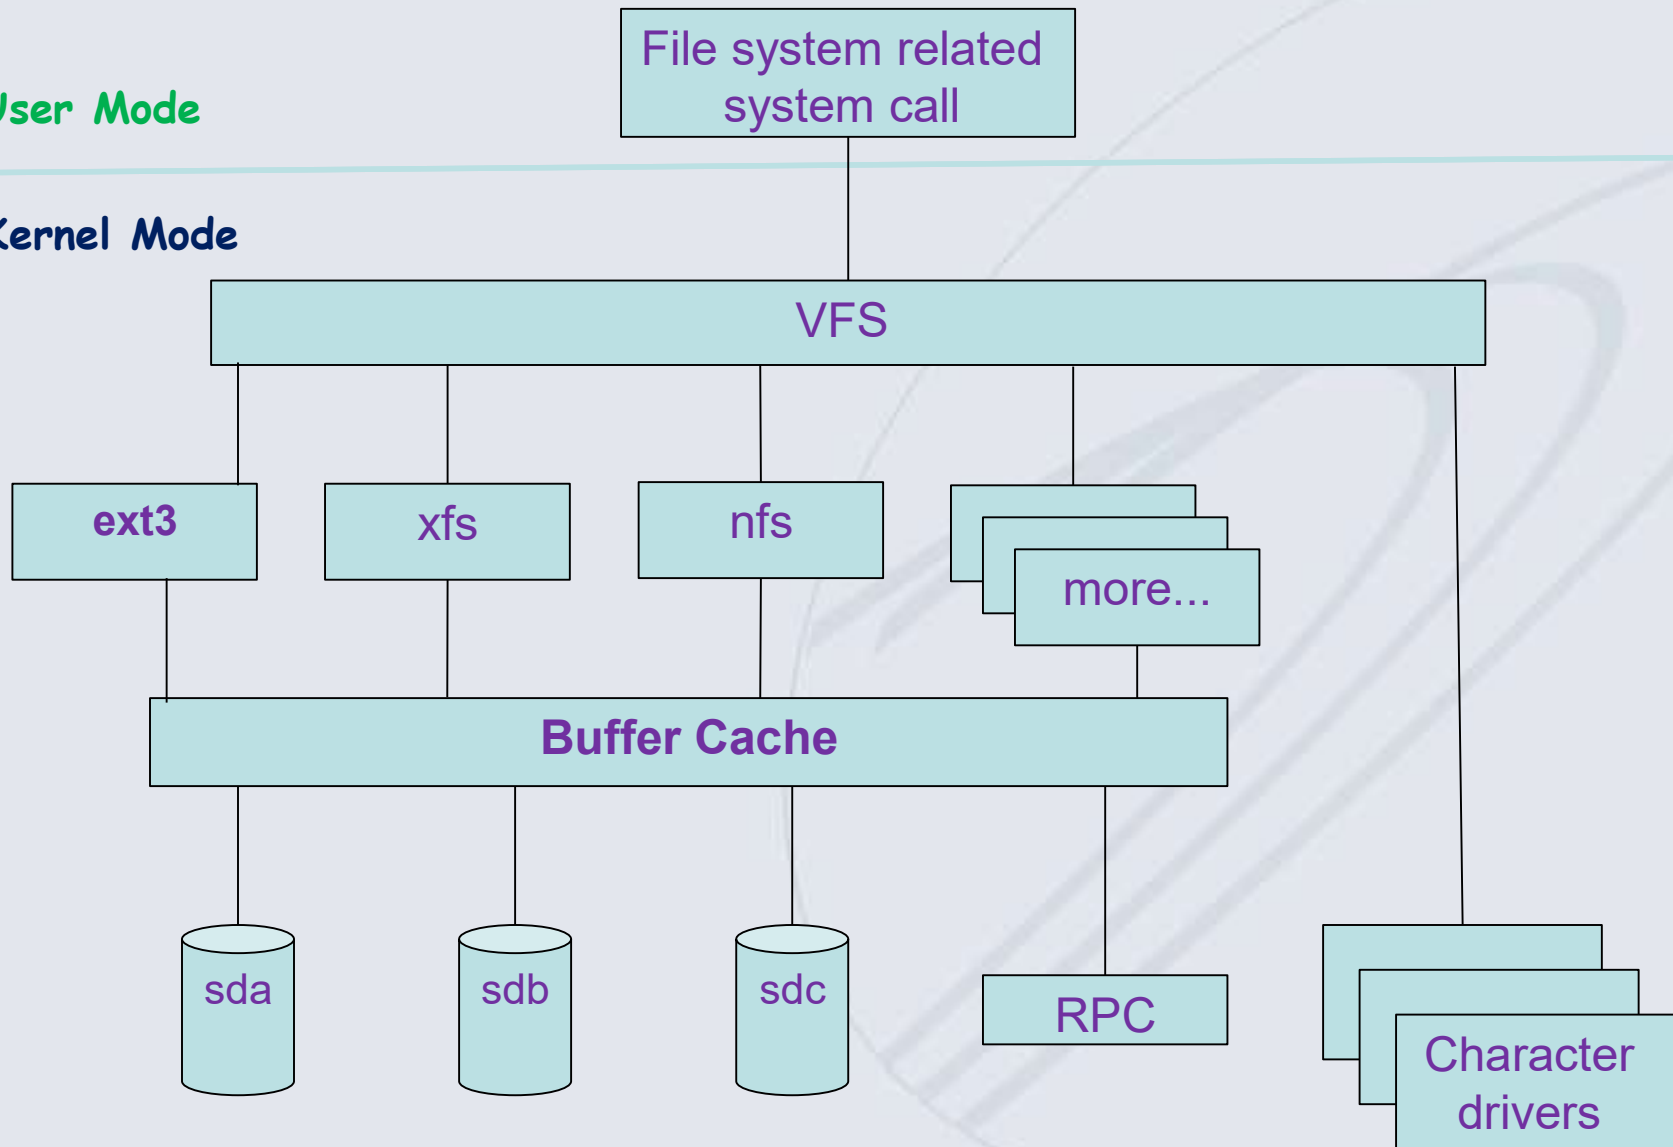 File system related
system call
User Mode
Kernel Mode
VFS
ext3
xfs
nfs
more...
Buffer Cache
sda
sdb
sdc
RPC
Character
drivers